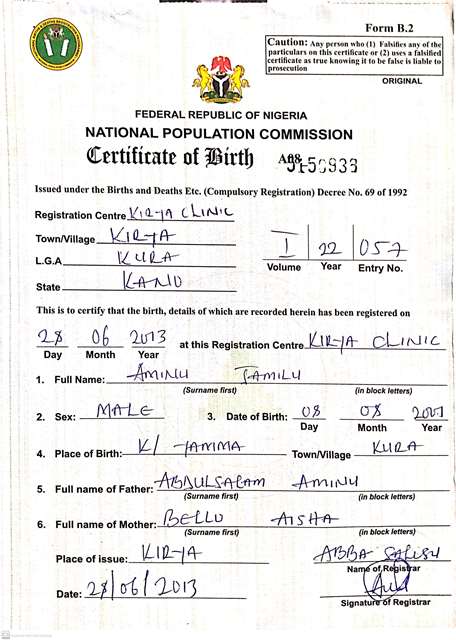 Form B.2
Caution: Any person who (1) Falsifies any of the
particulars on this certificate or (2) uses a falsified
certificate as true knowing it to be false is liable to
prosecution
ORIGINAL
FEDERAL REPUBLIC OF NIGERIA
NATIONAL POPULATION COMMISSION
Certificate of Birth
Issued under the Births and Deaths Etc. (Compulsory Registration) Decree No. 69 of 1992
Registration Centre KIRYA CLINIC
Town/Village KIRYA
L.G.A KURA
State KANO
I 22 057
Volume Year Entry No.
This is to certify that the birth, details of which are recorded herein has been registered on
28 06 2013 at this Registration Centre KIRYA CLINIC
Day Month Year
1. Full Name: AMINU JAMILU
(Surname first) (in block letters)
2. Sex: MALE 3. Date of Birth: 08 08 2001
Day Month Year
4. Place of Birth: K/ JAMMA Town/Village KURA
5. Full name of Father: ABDULSALAM AMINU
(Surname first) (in block letters)
6. Full name of Mother: BELLO AISHA
(Surname first) (in block letters)
Place of issue: KIRYA
ABBA
Name of Registrar
Date: 28/06/2013
Signature of Registrar